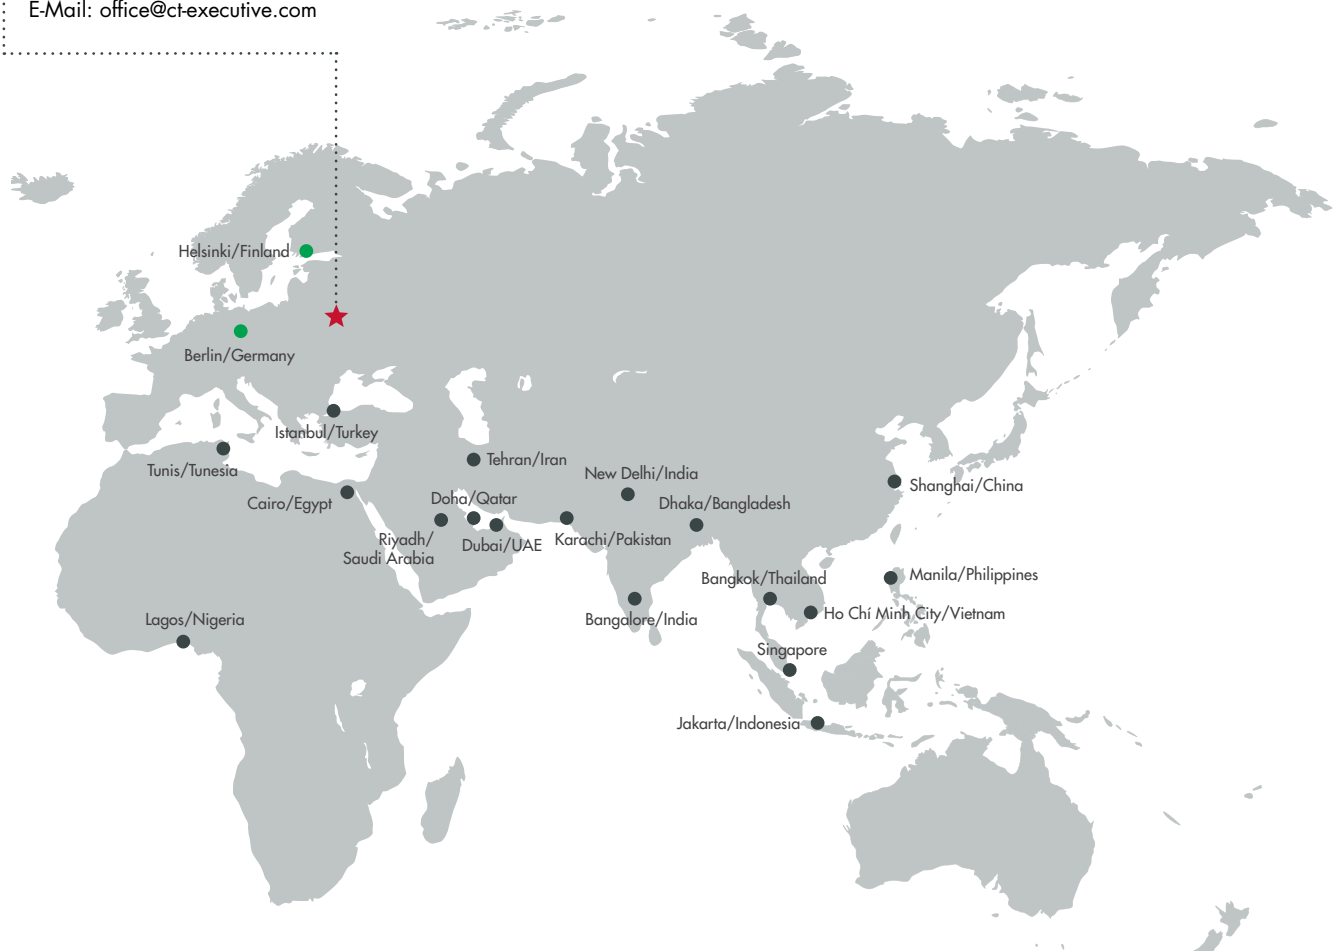 E-Mail: office@ct-executive.com
Helsinki/Finland
Berlin/Germany
Istanbul/Turkey
Tunis/Tunesia
Tehran/Iran
New Delhi/India
Shanghai/China
Cairo/Egypt
Doha/Qatar
Dhaka/Bangladesh
Riyadh/
Saudi Arabia
Dubai/UAE
Karachi/Pakistan
Bangkok/Thailand
Manila/Philippines
Lagos/Nigeria
Bangalore/India
Ho Chí Minh City/Vietnam
Singapore
Jakarta/Indonesia